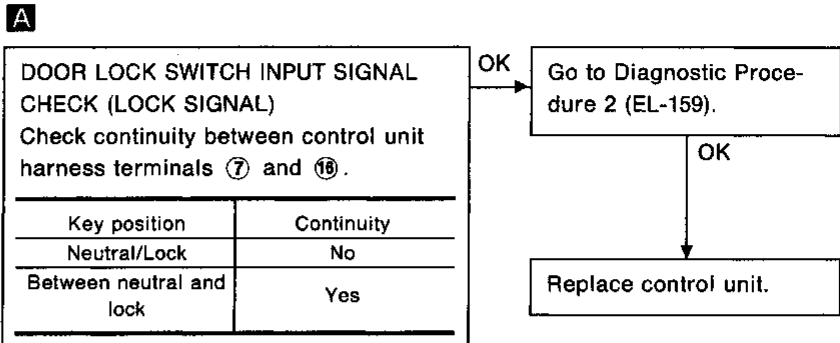 A
DOOR LOCK SWITCH INPUT SIGNAL
CHECK (LOCK SIGNAL)
Check continuity between control unit
harness terminals ⑦ and ⑯.
Key position Continuity
Neutral/Lock No
Between neutral and
lock Yes
OK
Go to Diagnostic Proce-
dure 2 (EL-159).
OK
Replace control unit.